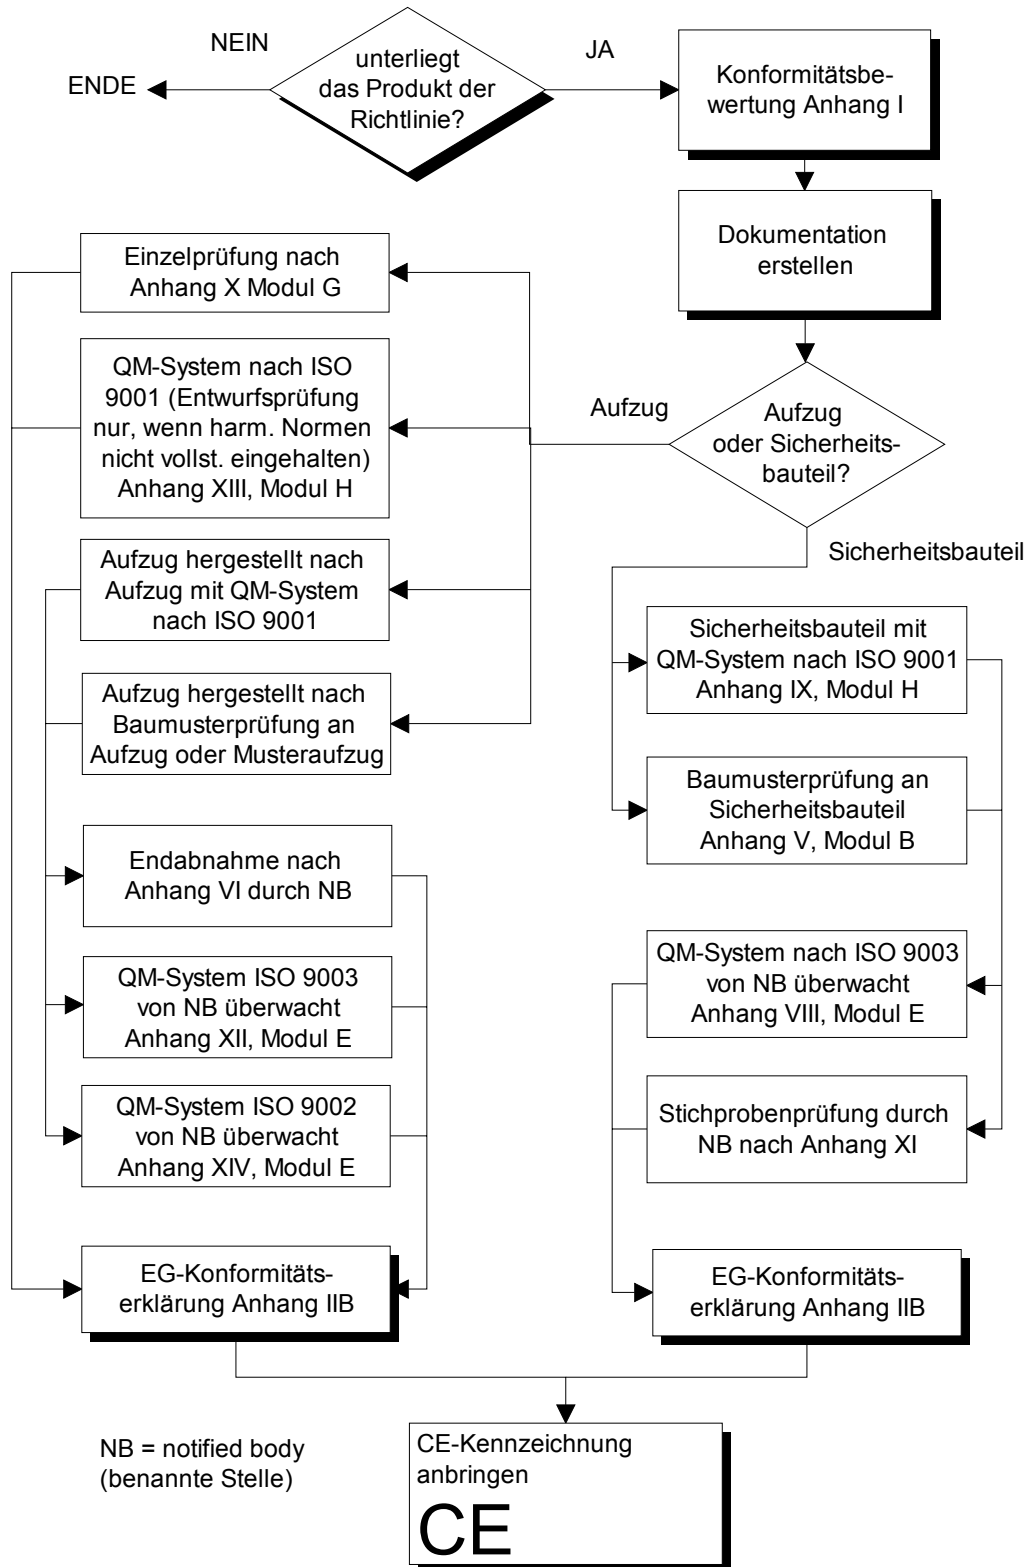 NEIN
unterliegt
das Produkt der
Richtlinie?
JA
ENDE
Konformitätsbe-
wertung Anhang I
Dokumentation
erstellen
Einzelprüfung nach
Anhang X Modul G
QM-System nach ISO
9001 (Entwurfsprüfung
nur, wenn harm. Normen
nicht vollst. eingehalten)
Anhang XIII, Modul H
Aufzug
Aufzug
oder Sicherheits-
bauteil?
Sicherheitsbauteil
Aufzug hergestellt nach
Aufzug mit QM-System
nach ISO 9001
Aufzug hergestellt nach
Baumusterprüfung an
Aufzug oder Musteraufzug
Sicherheitsbauteil mit
QM-System nach ISO 9001
Anhang IX, Modul H
Baumusterprüfung an
Sicherheitsbauteil
Anhang V, Modul B
Endabnahme nach
Anhang VI durch NB
QM-System ISO 9003
von NB überwacht
Anhang XII, Modul E
QM-System ISO 9002
von NB überwacht
Anhang XIV, Modul E
QM-System nach ISO 9003
von NB überwacht
Anhang VIII, Modul E
Stichprobenprüfung durch
NB nach Anhang XI
EG-Konformitäts-
erklärung Anhang IIB
EG-Konformitäts-
erklärung Anhang IIB
NB = notified body
(benannte Stelle)
CE-Kennzeichnung
anbringen
CE